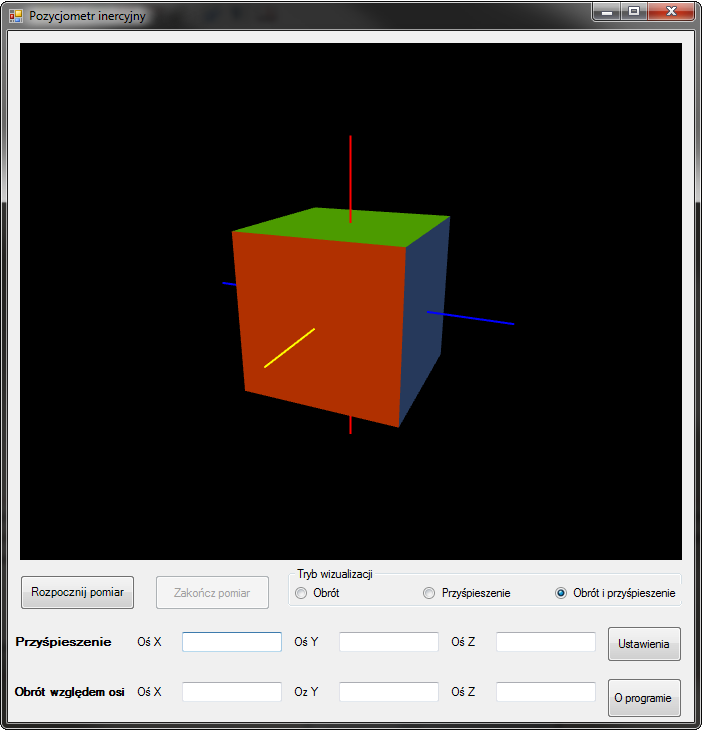 Pozycjometr inercyjny
Tryb wizualizacji
Rozpocznij pomiar Zakończ pomiar Obrót Przyśpieszenie Obrót i przyśpieszenie
Przyśpieszenie Oś X Oś Y Oś Z Ustawienia
Obrót względem osi Oś X Oz Y Oś Z O programie